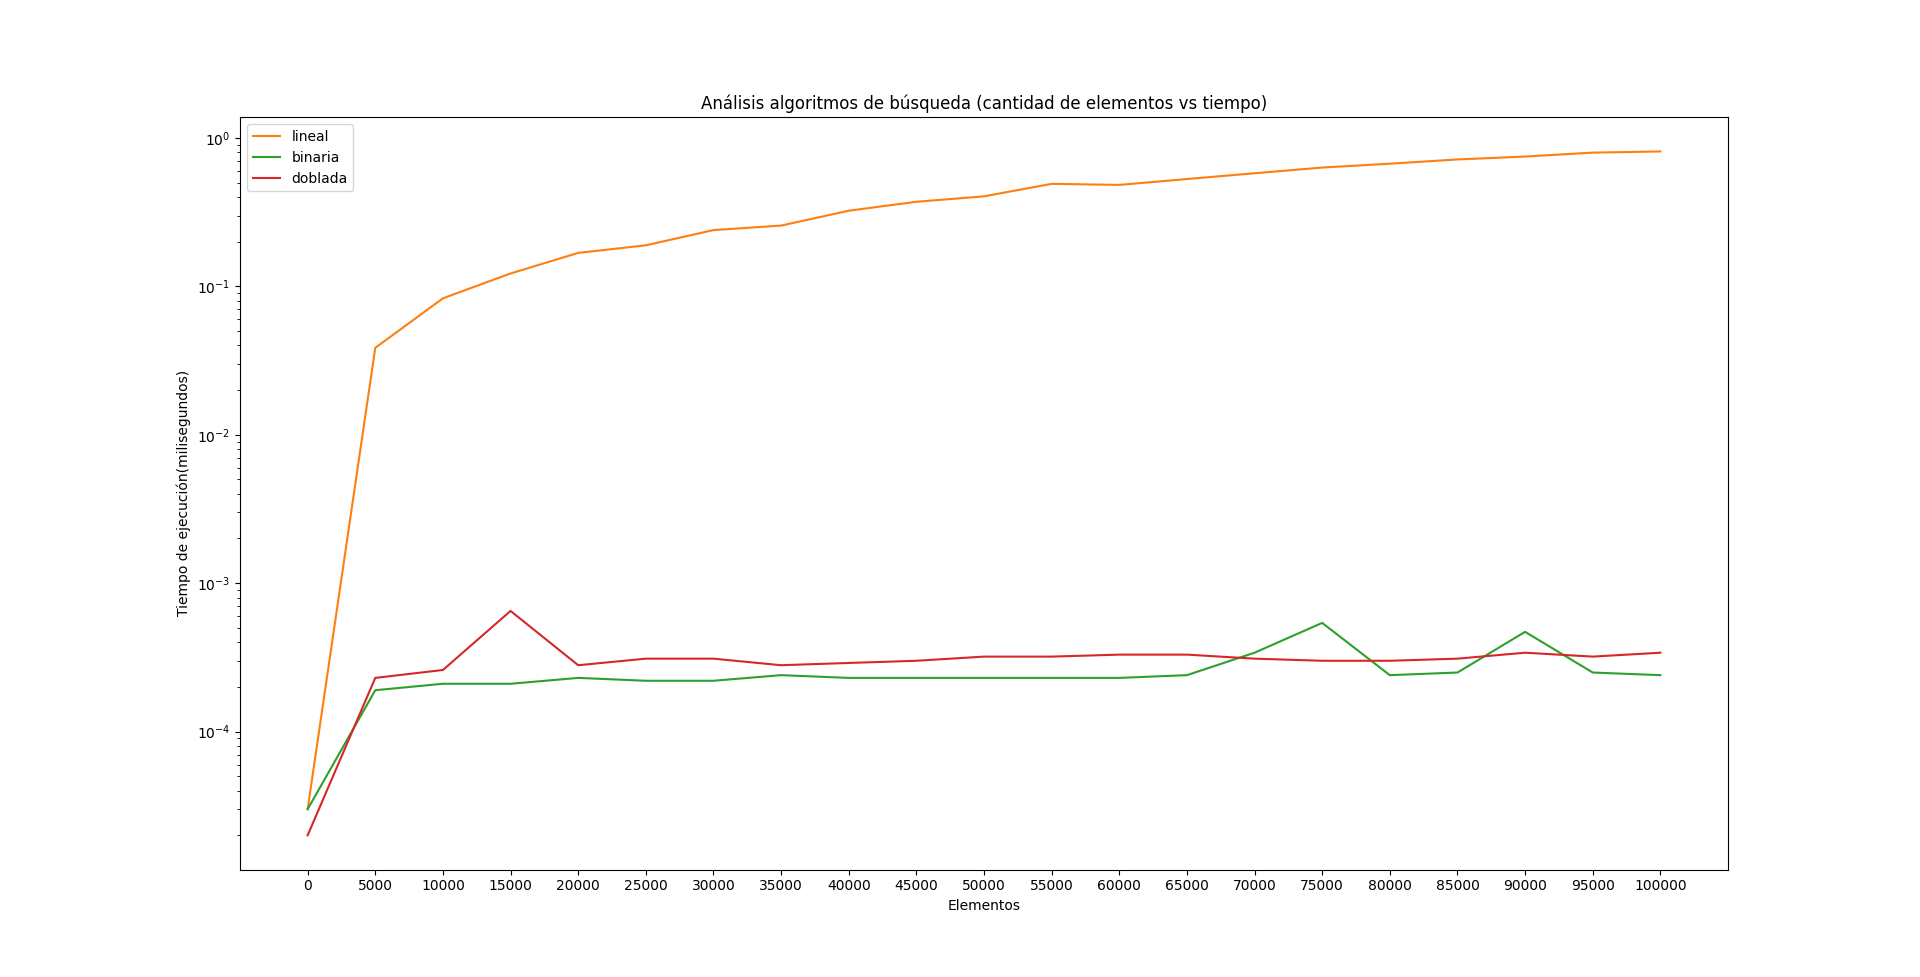 Análisis algoritmos de búsqueda (cantidad de elementos vs tiempo)
lineal
binaria
doblada
Tiempo de ejecución(milisegundos)
10⁰
10⁻¹
10⁻²
10⁻³
10⁻⁴
0 5000 10000 15000 20000 25000 30000 35000 40000 45000 50000 55000 60000 65000 70000 75000 80000 85000 90000 95000 100000
Elementos